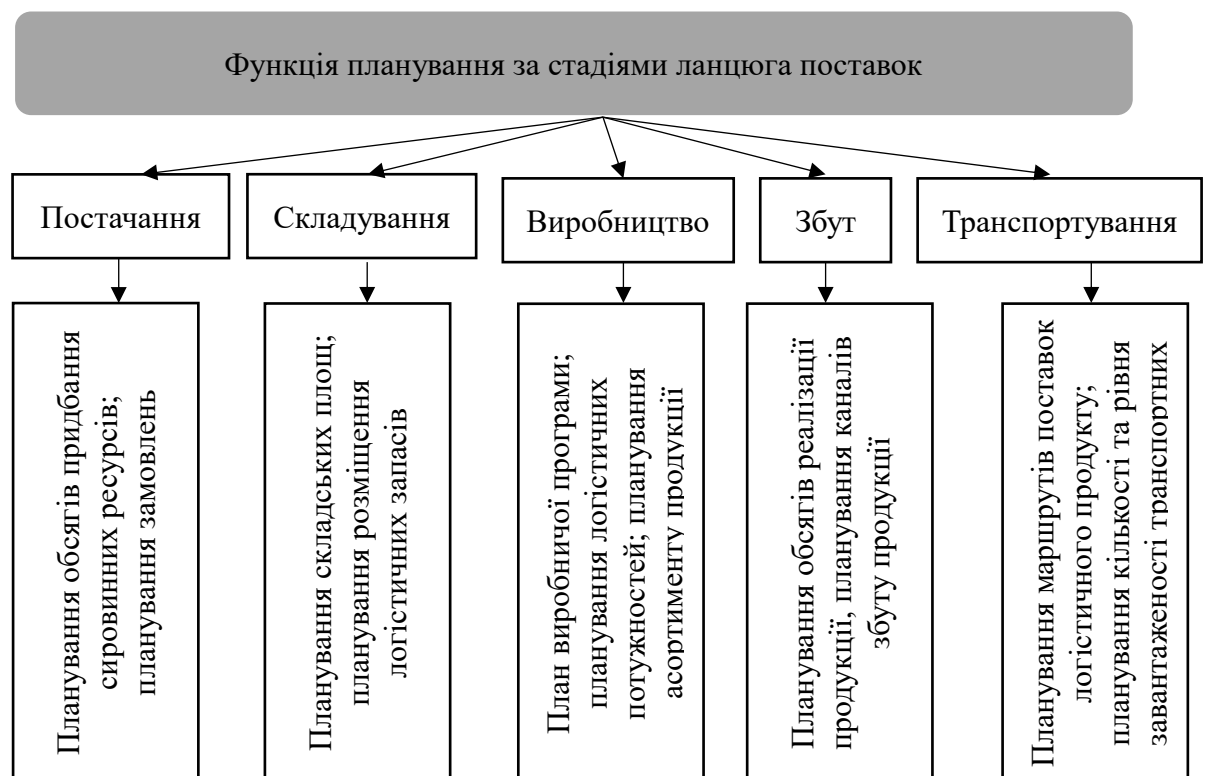 Функція планування за стадіями ланцюга поставок
Постачання
Складування
Виробництво
Збут
Транспортування
Планування обсягів придбання
сировинних ресурсів;
планування замовлень
Планування складських площ;
планування розміщення
логістичних запасів
План виробничої програми;
планування логістичних
потужностей; планування
асортименту продукції
Планування обсягів реалізації
продукції, планування каналів
збуту продукції
Планування маршрутів поставок
логістичного продукту;
планування кількості та рівня
завантаженості транспортних